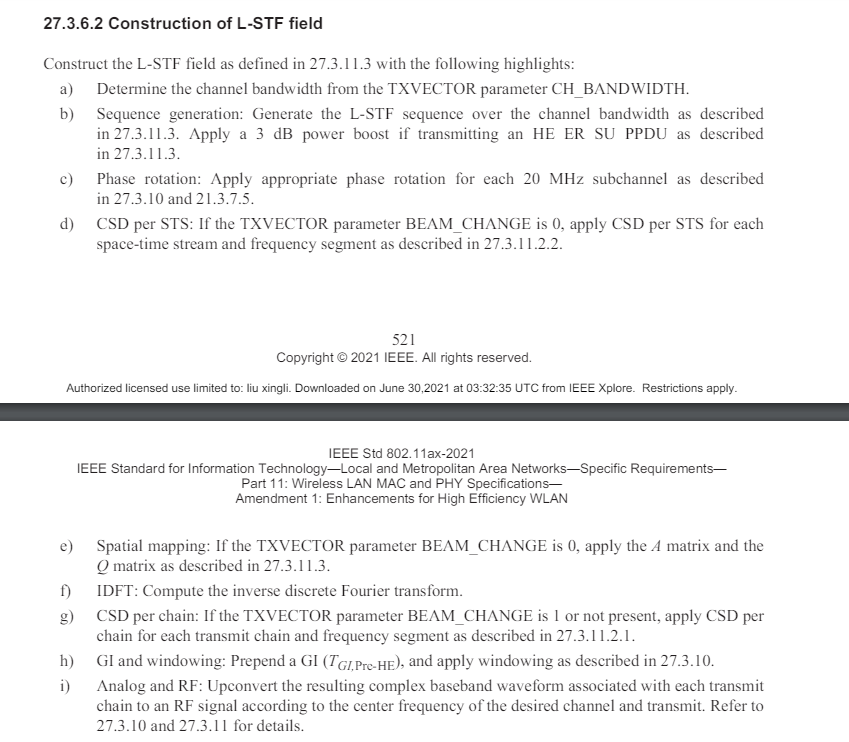 27.3.6.2 Construction of L-STF field
Construct the L-STF field as defined in 27.3.11.3 with the following highlights:
a) Determine the channel bandwidth from the TXVECTOR parameter CH_BANDWIDTH.
b) Sequence generation: Generate the L-STF sequence over the channel bandwidth as described
in 27.3.11.3. Apply a 3 dB power boost if transmitting an HE ER SU PPDU as described
in 27.3.11.3.
c) Phase rotation: Apply appropriate phase rotation for each 20 MHz subchannel as described
in 27.3.10 and 21.3.7.5.
d) CSD per STS: If the TXVECTOR parameter BEAM_CHANGE is 0, apply CSD per STS for each
space-time stream and frequency segment as described in 27.3.11.2.2.
521
Copyright © 2021 IEEE. All rights reserved.
Authorized licensed use limited to: liu xingli. Downloaded on June 30,2021 at 03:32:35 UTC from IEEE Xplore. Restrictions apply.
IEEE Std 802.11ax-2021
IEEE Standard for Information Technology—Local and Metropolitan Area Networks—Specific Requirements—
Part 11: Wireless LAN MAC and PHY Specifications—
Amendment 1: Enhancements for High Efficiency WLAN
e) Spatial mapping: If the TXVECTOR parameter BEAM_CHANGE is 0, apply the A matrix and the
Q matrix as described in 27.3.11.3.
f) IDFT: Compute the inverse discrete Fourier transform.
g) CSD per chain: If the TXVECTOR parameter BEAM_CHANGE is 1 or not present, apply CSD per
chain for each transmit chain and frequency segment as described in 27.3.11.2.1.
h) GI and windowing: Prepend a GI (TGI,Pre-HE), and apply windowing as described in 27.3.10.
i) Analog and RF: Upconvert the resulting complex baseband waveform associated with each transmit
chain to an RF signal according to the center frequency of the desired channel and transmit. Refer to
27.3.10 and 27.3.11 for details.